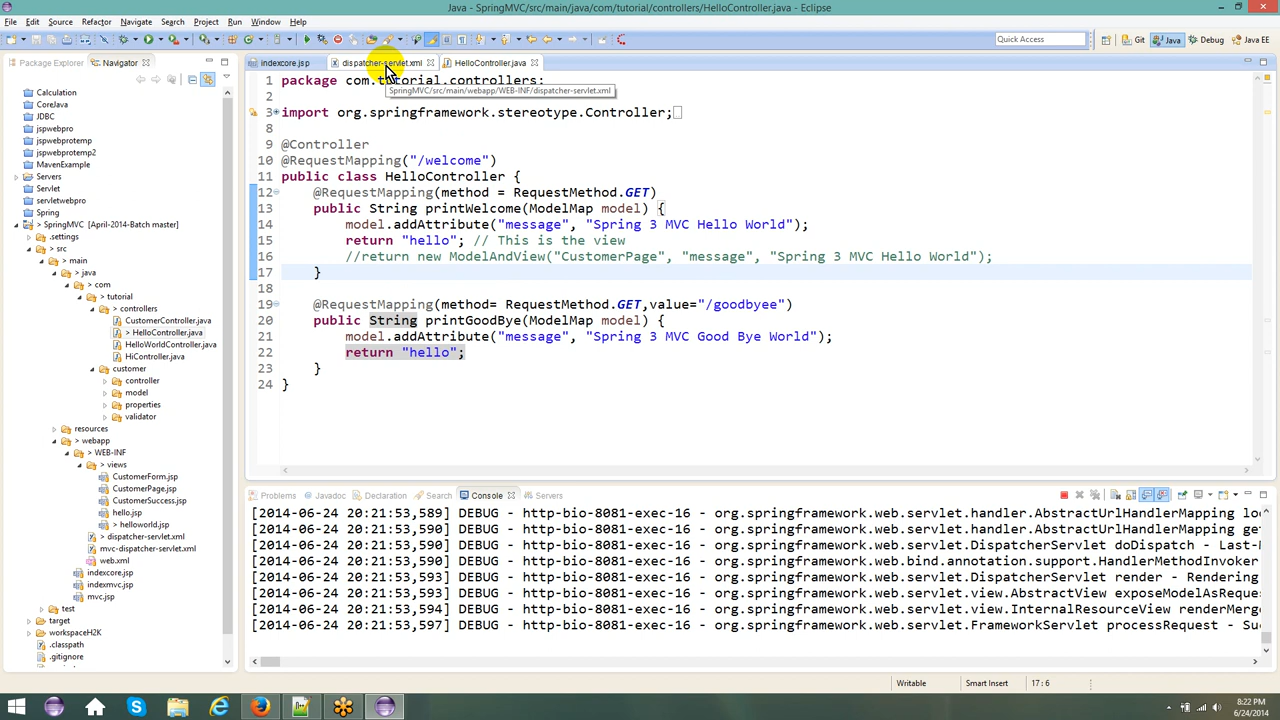 Java - SpringMVC/src/main/java/com/tutorial/controllers/HelloController.java - Eclipse
File Edit Source Refactor Navigate Search Project Run Window Help
Quick Access
Git Java Debug Java EE
Package Explorer Navigator
indexcore.jsp dispatcher-servlet.xml HelloController.java
SpringMVC/src/main/webapp/WEB-INF/dispatcher-servlet.xml
Calculation
CoreJava
JDBC
jspwebpro
jspwebprotemp
jspwebprotemp2
MavenExample
Servers
Servlet
servletwebpro
Spring
> SpringMVC [April-2014-Batch master]
.settings
> src
> main
> java
> com
> tutorial
> controllers
CustomerController.java
> HelloController.java
HelloWorldController.java
HiController.java
> customer
controller
model
properties
validator
resources
> webapp
> WEB-INF
> views
CustomerForm.jsp
CustomerPage.jsp
CustomerSuccess.jsp
hello.jsp
> helloworld.jsp
> dispatcher-servlet.xml
mvc-dispatcher-servlet.xml
web.xml
indexcore.jsp
indexmvc.jsp
mvc.jsp
test
target
workspaceH2K
.classpath
.gitignore
1 package com.tutorial.controllers;
2
3 import org.springframework.stereotype.Controller;
8
9 @Controller
10 @RequestMapping("/welcome")
11 public class HelloController {
12 @RequestMapping(method = RequestMethod.GET)
13 public String printWelcome(ModelMap model) {
14 model.addAttribute("message", "Spring 3 MVC Hello World");
15 return "hello"; // This is the view
16 //return new ModelAndView("CustomerPage", "message", "Spring 3 MVC Hello World");
17 }
18
19 @RequestMapping(method= RequestMethod.GET,value="/goodbyee")
20 public String printGoodBye(ModelMap model) {
21 model.addAttribute("message", "Spring 3 MVC Good Bye World");
22 return "hello";
23 }
24 }
Problems Javadoc Declaration Search Console Servers
[2014-06-24 20:21:53,589] DEBUG - http-bio-8081-exec-16 - org.springframework.web.servlet.handler.AbstractUrlHandlerMapping loo
[2014-06-24 20:21:53,590] DEBUG - http-bio-8081-exec-16 - org.springframework.web.servlet.handler.AbstractHandlerMapping get
[2014-06-24 20:21:53,590] DEBUG - http-bio-8081-exec-16 - org.springframework.web.servlet.DispatcherServlet doDispatch - Last-M
[2014-06-24 20:21:53,590] DEBUG - http-bio-8081-exec-16 - org.springframework.web.bind.annotation.support.HandlerMethodInvoker
[2014-06-24 20:21:53,593] DEBUG - http-bio-8081-exec-16 - org.springframework.web.servlet.DispatcherServlet render - Rendering
[2014-06-24 20:21:53,593] DEBUG - http-bio-8081-exec-16 - org.springframework.web.servlet.view.AbstractView exposeModelAsReque
[2014-06-24 20:21:53,594] DEBUG - http-bio-8081-exec-16 - org.springframework.web.servlet.view.InternalResourceView renderMerge
[2014-06-24 20:21:53,597] DEBUG - http-bio-8081-exec-16 - org.springframework.web.servlet.FrameworkServlet processRequest - Suc
Writable Smart Insert 17 : 6
8:22 PM
6/24/2014